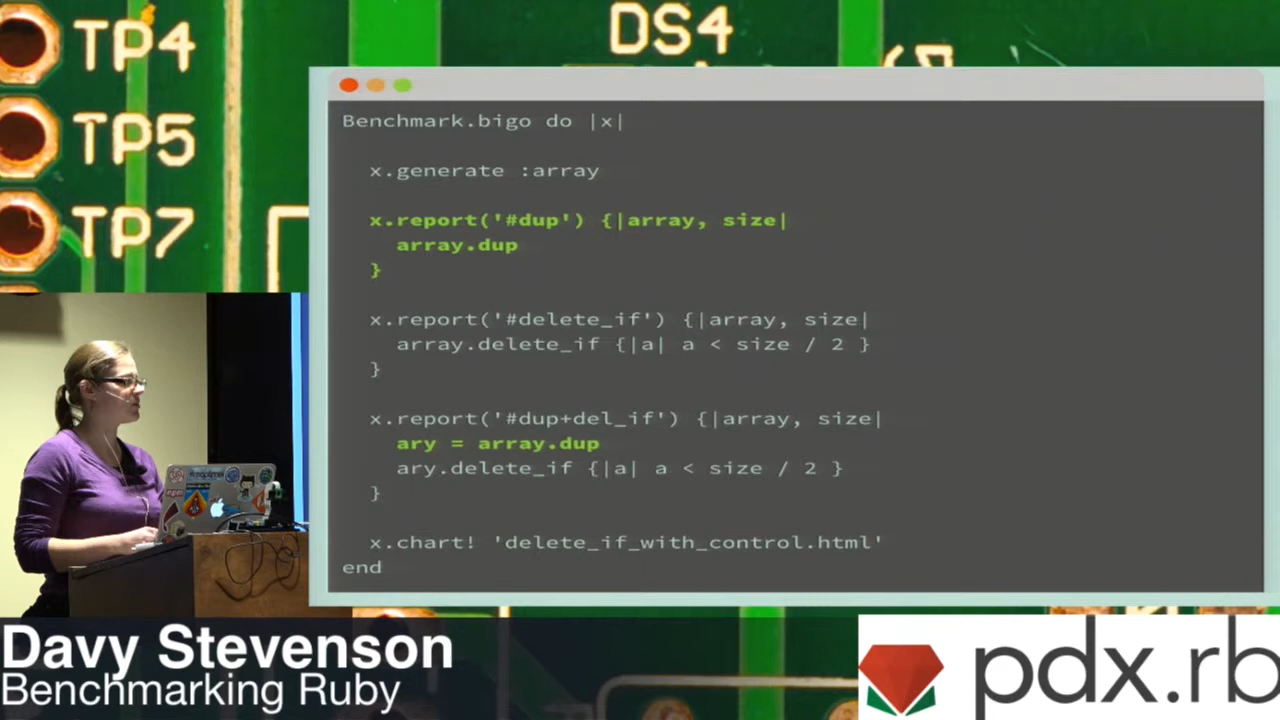 TP4
TP5
TP7
DS4
Benchmark.bigo do |x|
x.generate :array
x.report('#dup') {|array, size|
array.dup
}
x.report('#delete_if') {|array, size|
array.delete_if {|a| a < size / 2 }
}
x.report('#dup+del_if') {|array, size|
ary = array.dup
ary.delete_if {|a| a < size / 2 }
}
x.chart! 'delete_if_with_control.html'
end
Davy Stevenson
Benchmarking Ruby
pdx.rb